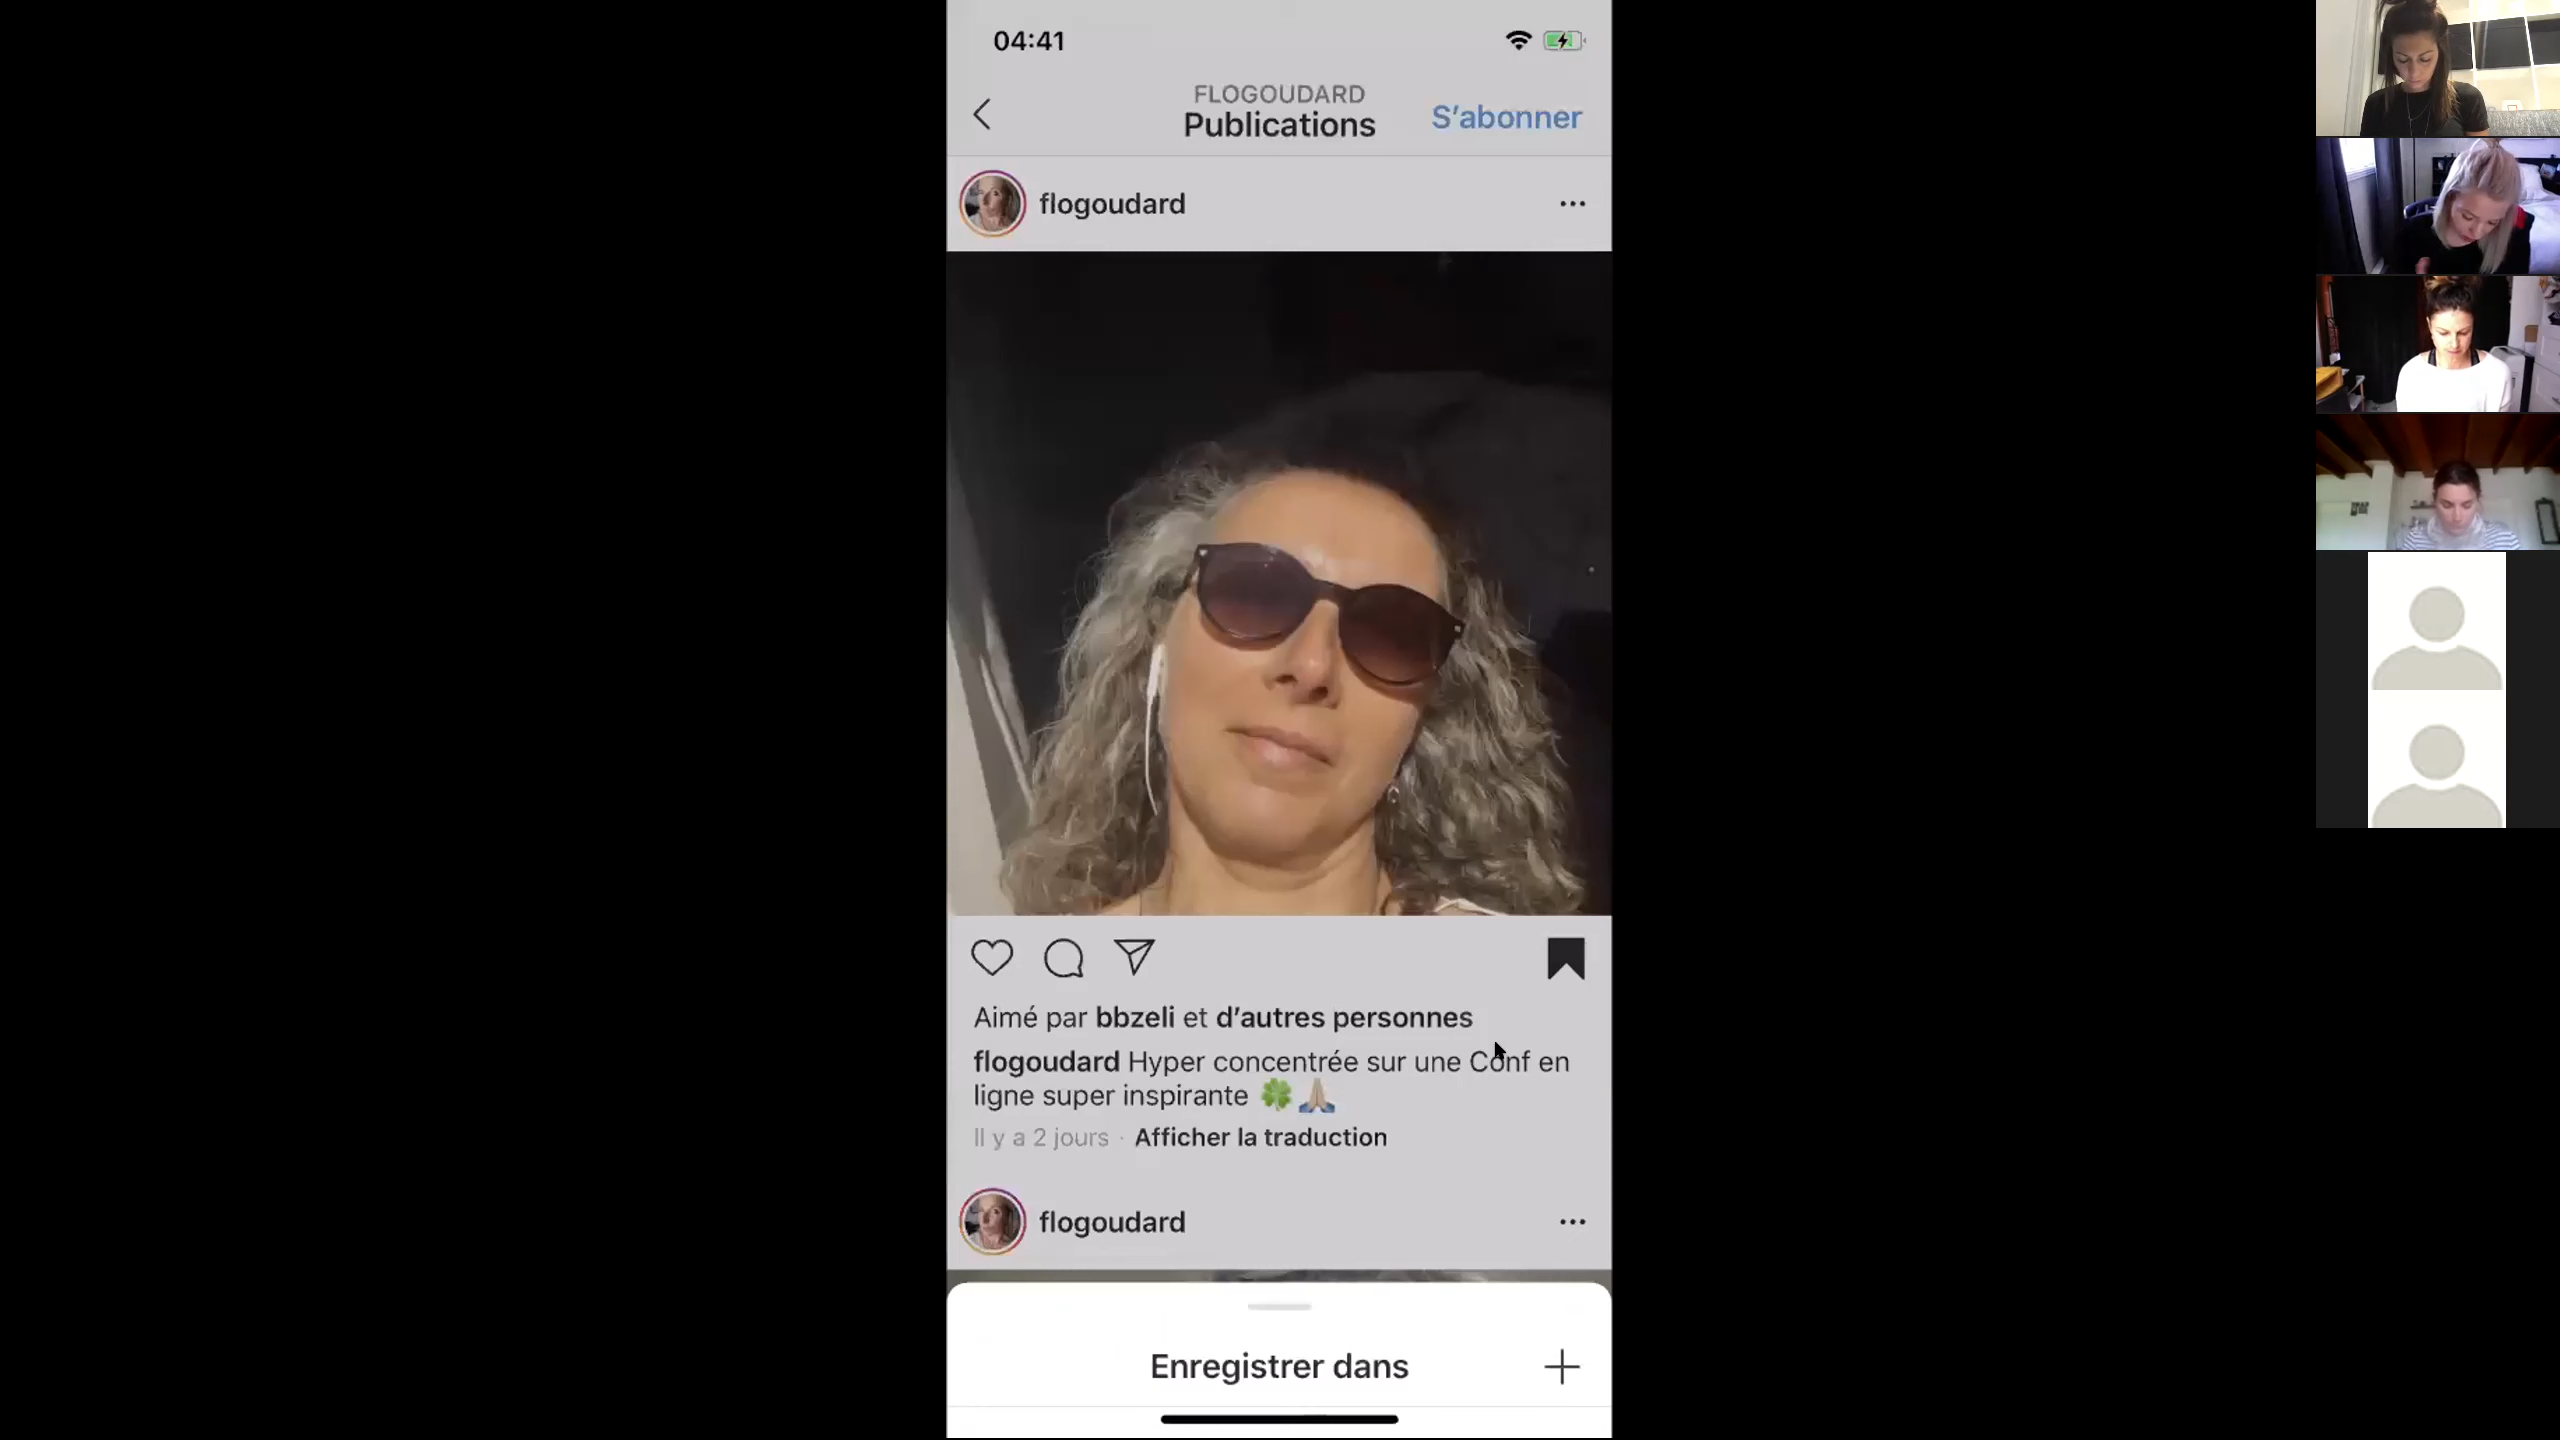 04:41
FLOGOUDARD
Publications
S'abonner
flogoudard
Aimé par bbzeli et d'autres personnes
flogoudard Hyper concentrée sur une Conf en
ligne super inspirante 🍀🙏🏼
Il y a 2 jours · Afficher la traduction
flogoudard
Enregistrer dans